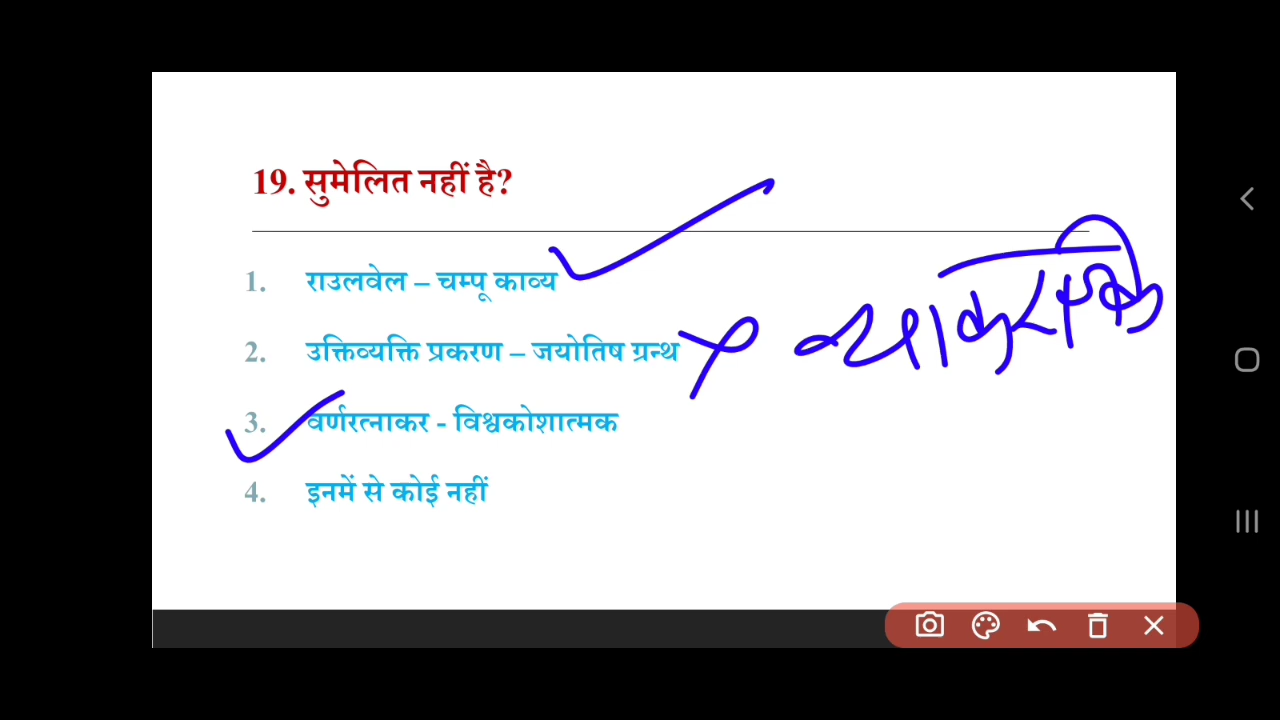 19. सुमेलित नहीं है?
1. राउलवेल – चम्पू काव्य
2. उक्तिव्यक्ति प्रकरण – जयोतिष ग्रन्थ
3. वर्णरत्नाकर - विश्वकोशात्मक
4. इनमें से कोई नहीं